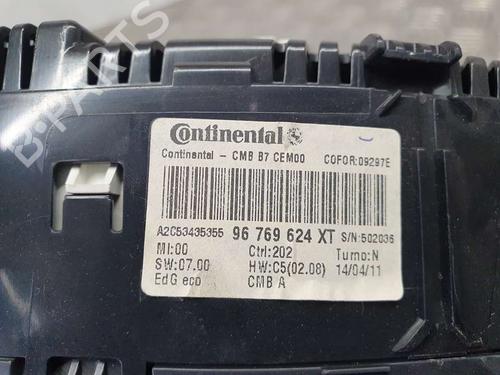 Continental
Continental - CMB B7 CEM00 COFOR:09297E
A2C53435355 96 769 624 XT S/N:502036
MI:00 Ctrl:202 Turno:N
SW:07.00 HW:C5(02.08) 14/04/11
EdG eco CMB A
B-PARTS